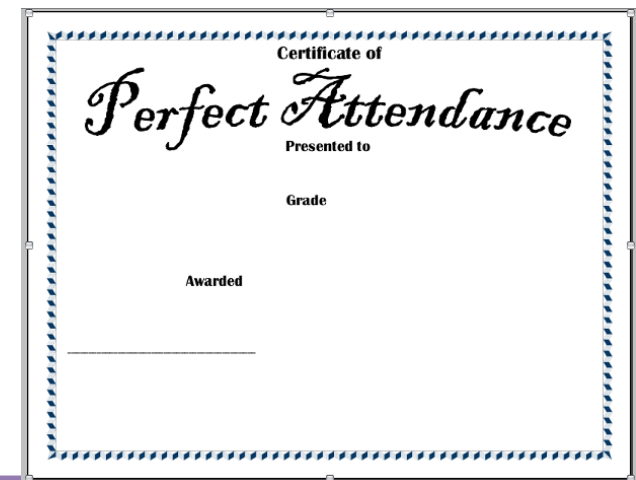 Certificate of
Perfect Attendance
Presented to
Grade
Awarded